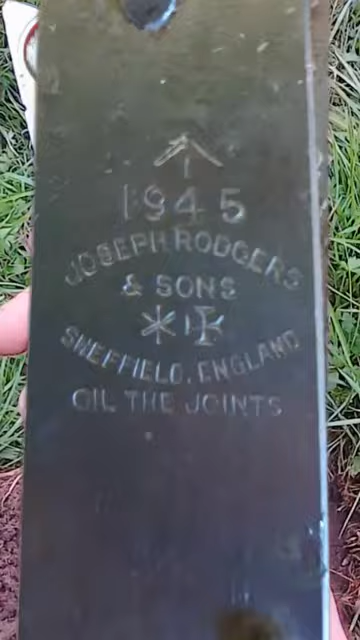 1945
JOSEPH RODGERS
& SONS
SHEFFIELD, ENGLAND
OIL THE JOINTS